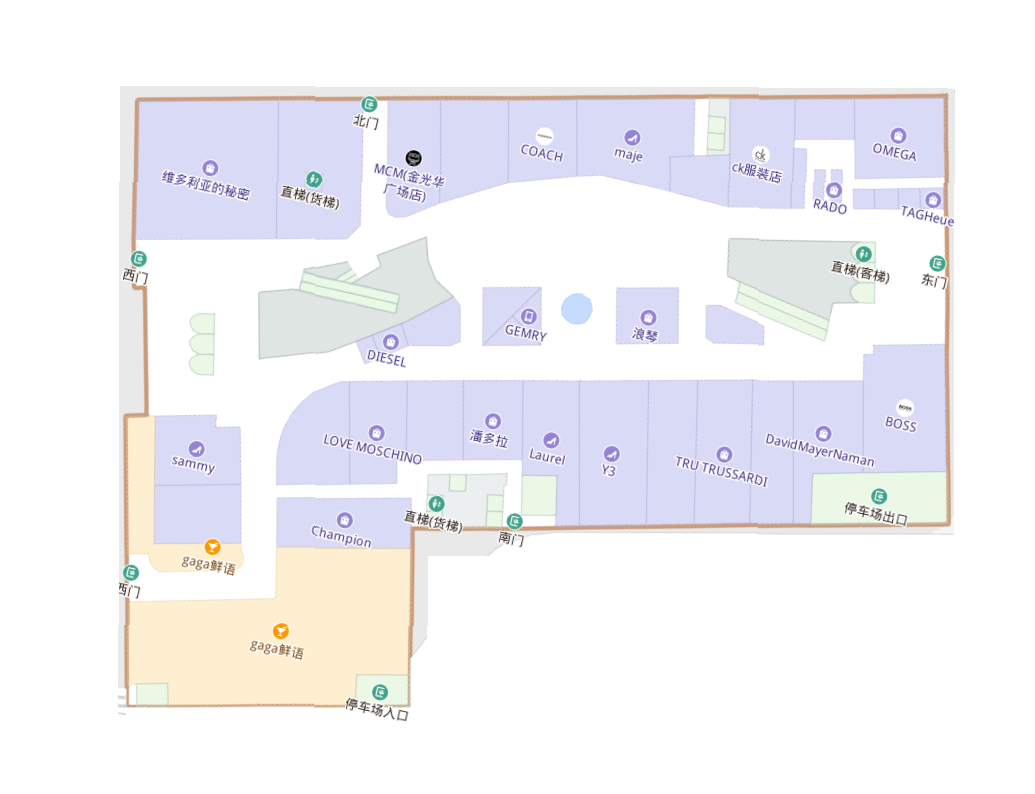 北门
COACH
maje
OMEGA
MCM(金光华
广场店)
ck
ck服装店
维多利亚的秘密
直梯(货梯)
RADO
TAGHeue
西门
直梯(客梯)
东门
GEMRY
浪琴
DIESEL
BOSS
BOSS
潘多拉
LOVE MOSCHINO
DavidMayerNaman
Laurel
sammy
Y3
TRU TRUSSARDI
直梯(货梯)
停车场出口
Champion
南门
gaga鲜语
西门
gaga鲜语
停车场入口